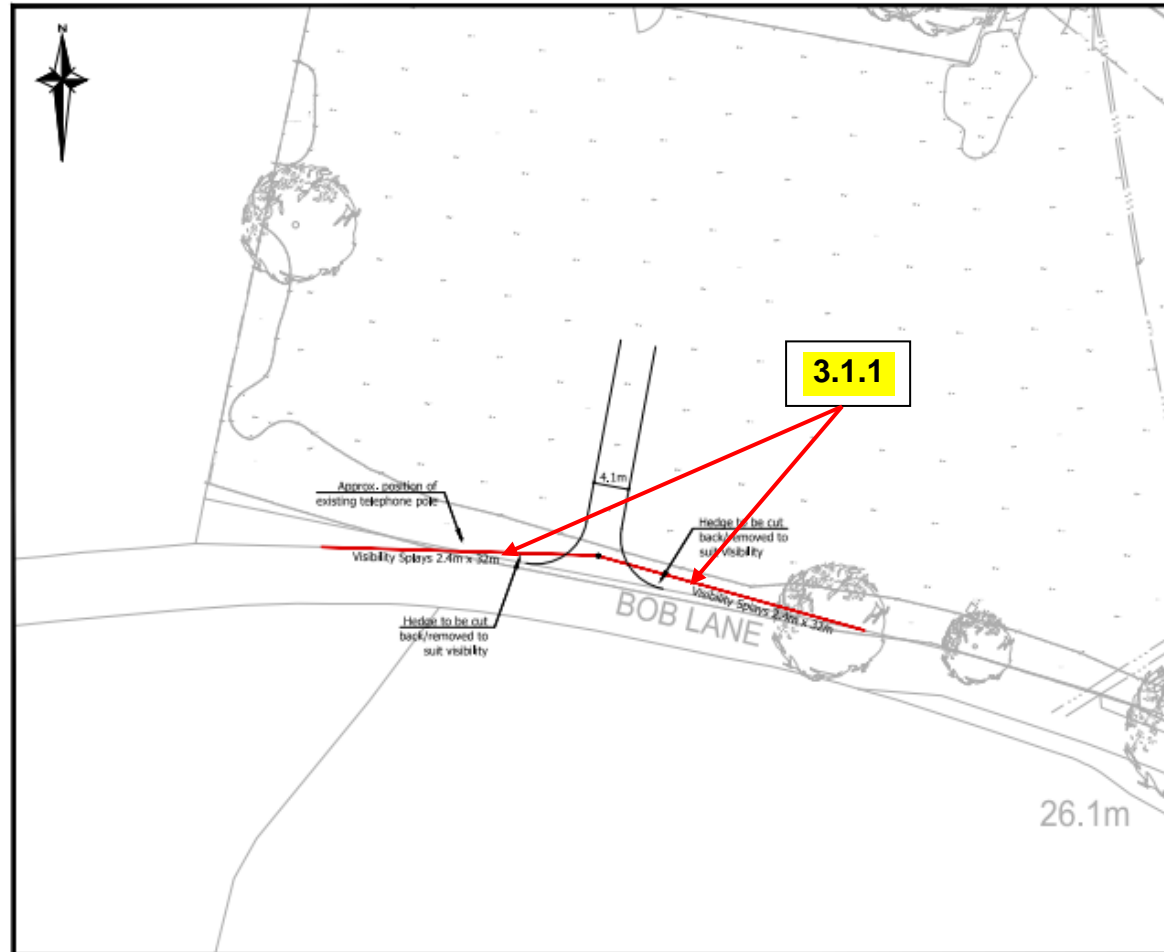 N
3.1.1
4.1m
Approx. position of
existing telephone pole
Hedge to be cut
back/removed to
suit visibility
Visibility Splays 2.4m x 32m
Visibility Splays 2.4m x 32m
BOB LANE
Hedge to be cut
back/removed to
suit visibility
26.1m